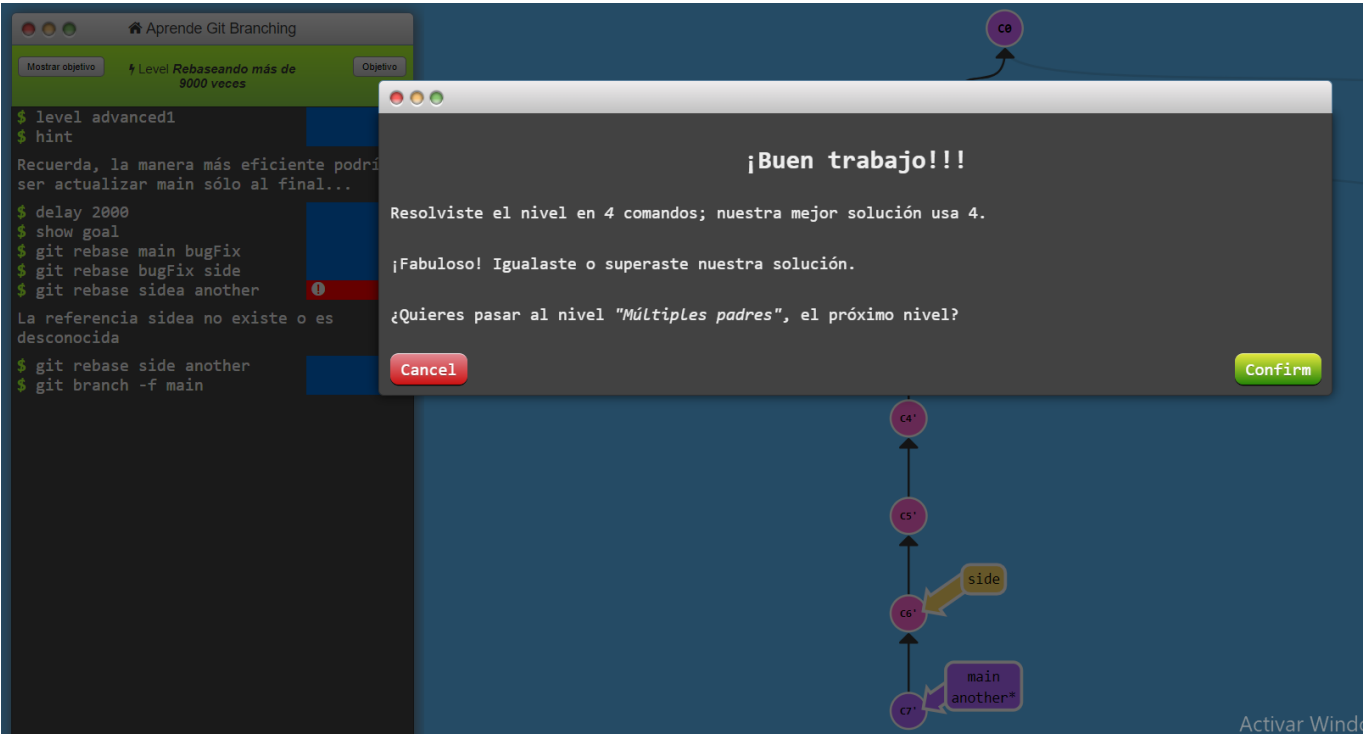 Aprende Git Branching
Mostrar objetivo
Level Rebaseando más de
9000 veces
Objetivo
$ level advanced1
$ hint
Recuerda, la manera más eficiente podrí
ser actualizar main sólo al final...
$ delay 2000
$ show goal
$ git rebase main bugFix
$ git rebase bugFix side
$ git rebase sidea another
La referencia sidea no existe o es
desconocida
$ git rebase side another
$ git branch -f main
C0
¡Buen trabajo!!!
Resolviste el nivel en 4 comandos; nuestra mejor solución usa 4.
¡Fabuloso! Igualaste o superaste nuestra solución.
¿Quieres pasar al nivel "Múltiples padres", el próximo nivel?
Cancel
Confirm
C4'
C5'
side
C6'
main
another*
C7'
Activar Windo